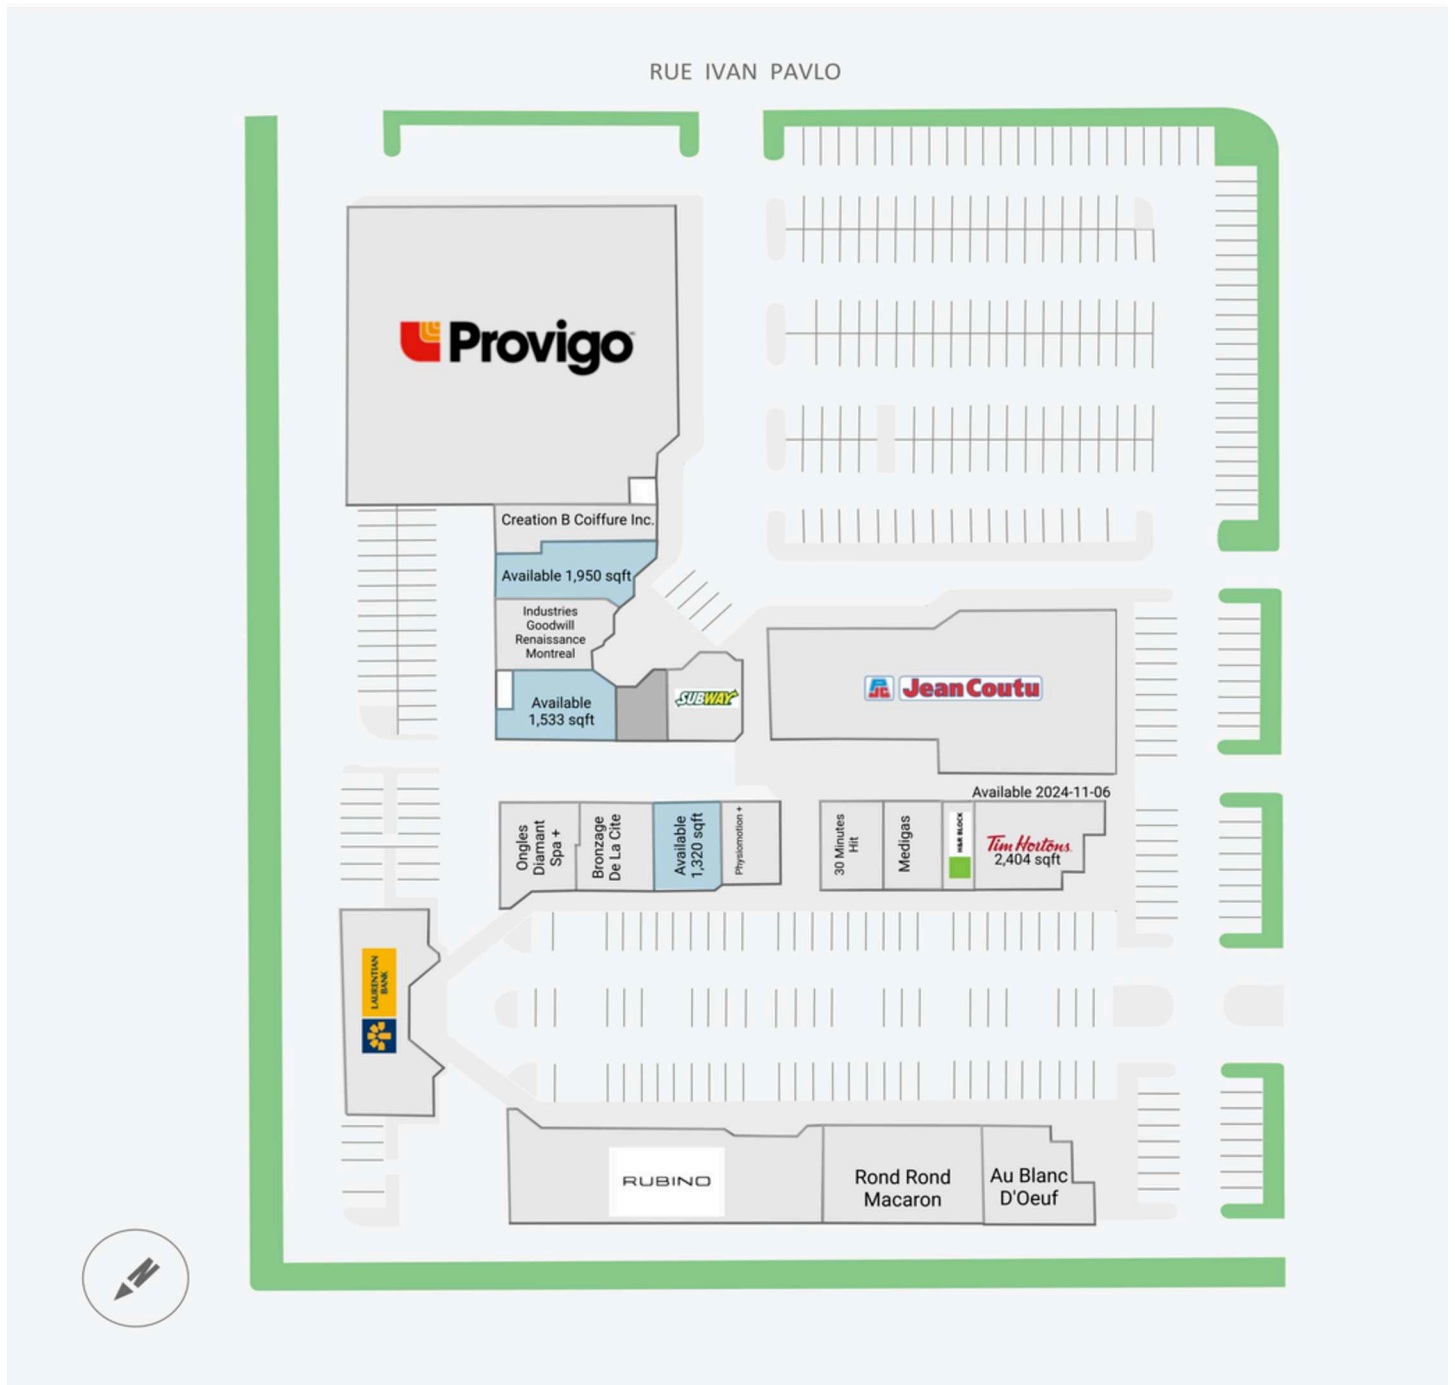 RUE IVAN PAVLO
Provigo
Creation B Coiffure Inc.
Available 1,950 sqft
Industries
Goodwill
Renaissance
Montreal
Available
1,533 sqft
SUBWAY
PJC JeanCoutu
Available 2024-11-06
Ongles
Diamant
Spa +
Bronzage
De La Cite
Available
1,320 sqft
Physiomotion +
30 Minutes
Hit
Medigas
H&R BLOCK
Tim Hortons
2,404 sqft
LAURENTIAN
BANK
RUBINO
Rond Rond
Macaron
Au Blanc
D'Oeuf
N